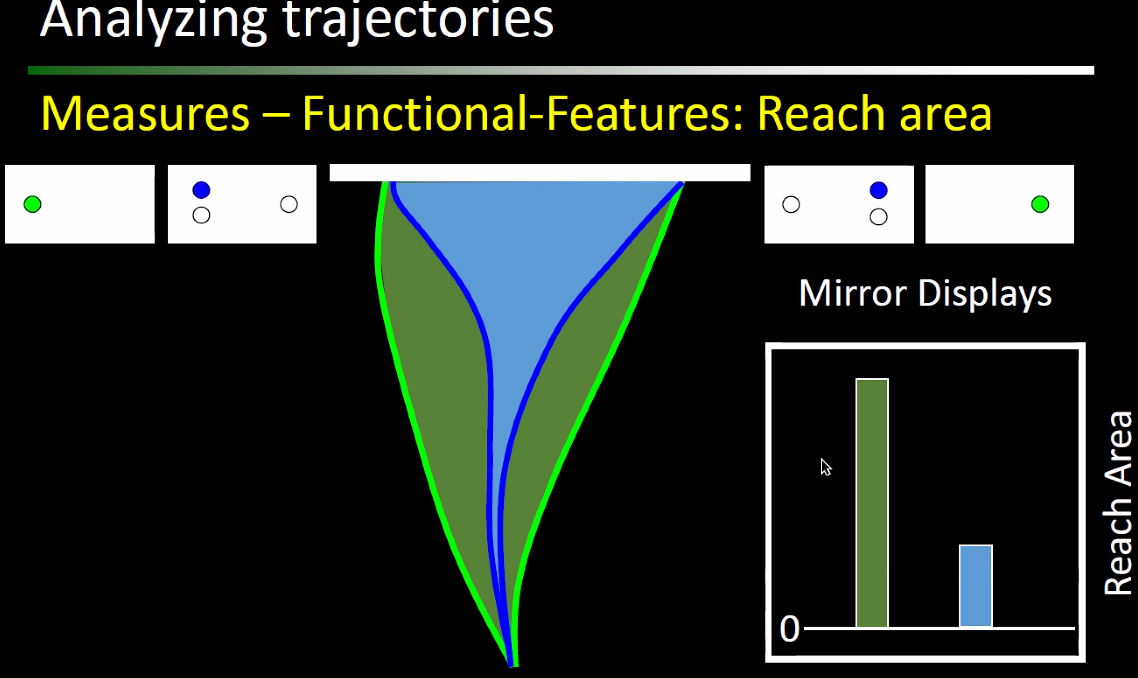 Analyzing trajectories
Measures – Functional-Features: Reach area
Mirror Displays
Reach Area
0